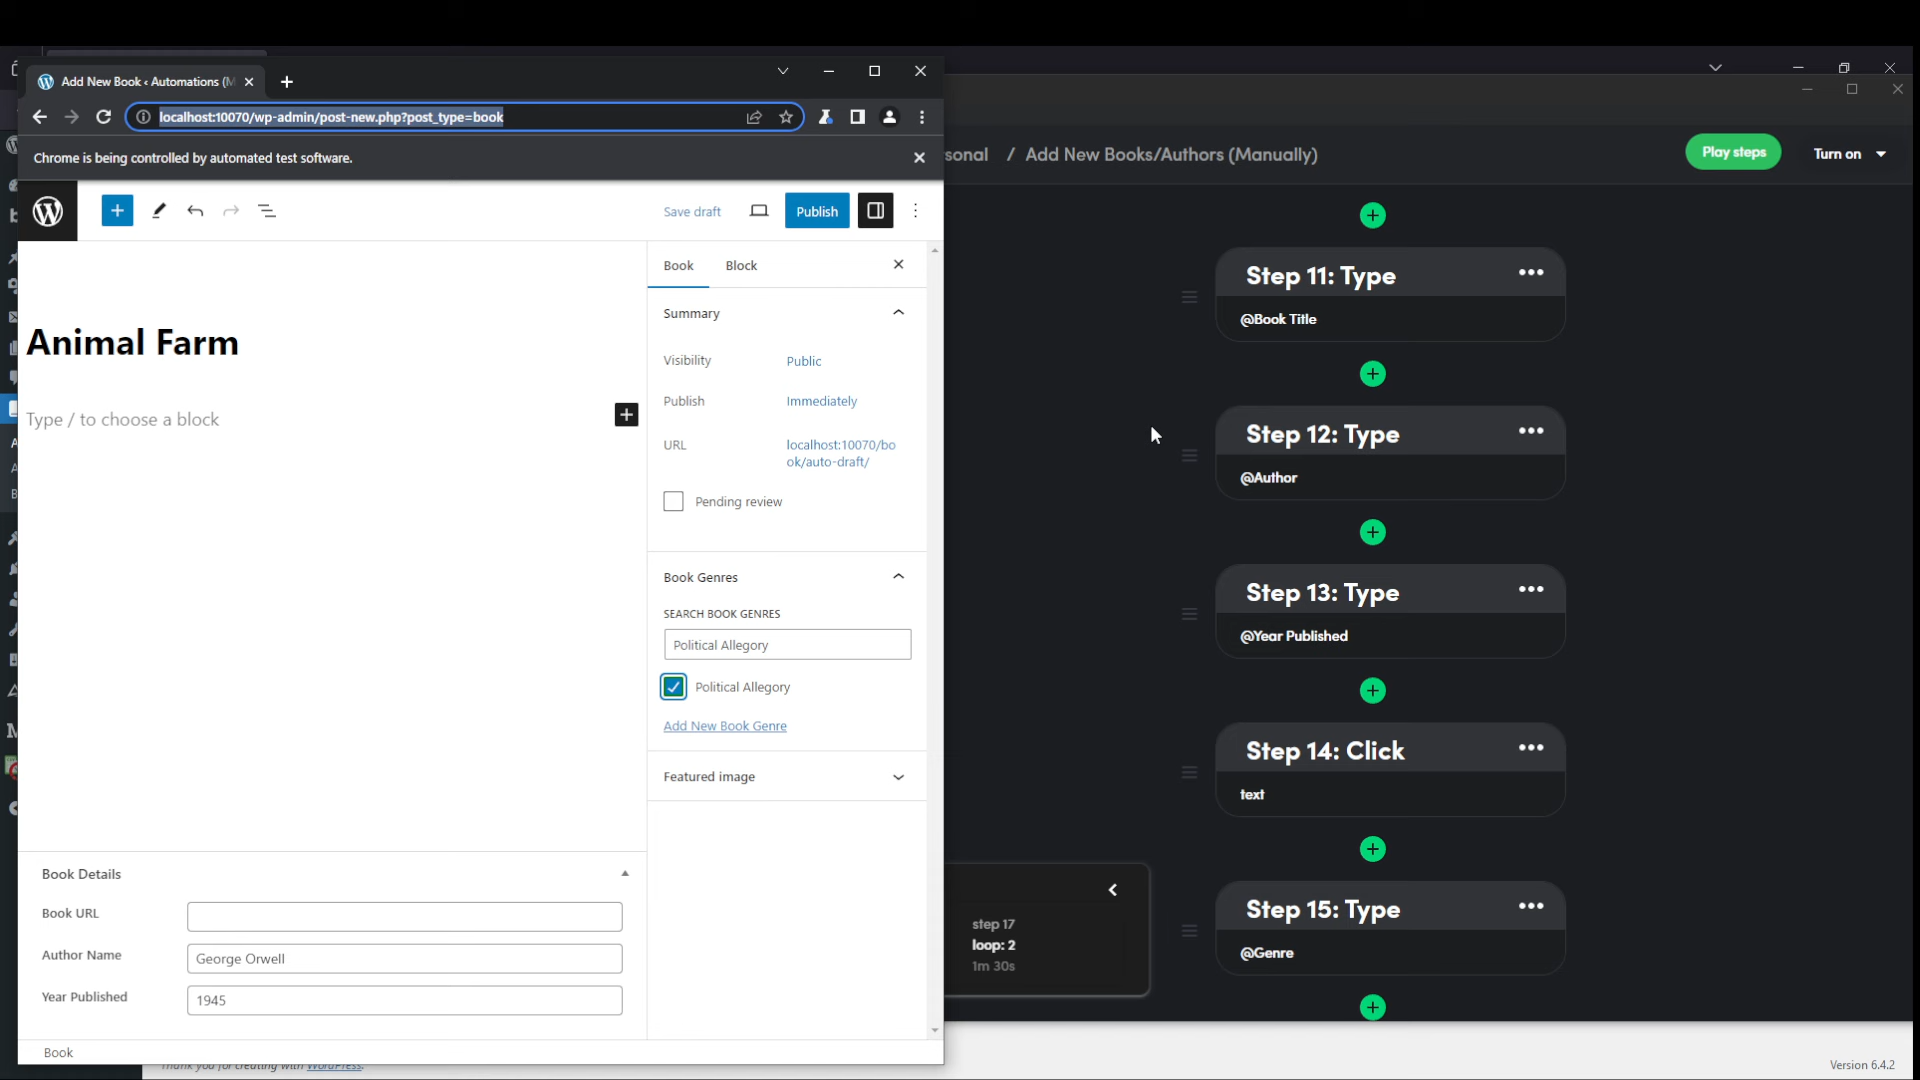 Add New Book ‹ Automations (M
localhost:10070/wp-admin/post-new.php?post_type=book
Chrome is being controlled by automated test software.
Save draft
Publish
Animal Farm
Type / to choose a block
Book
Block
Summary
Visibility
Public
Publish
Immediately
URL
localhost:10070/bo
ok/auto-draft/
Pending review
Book Genres
SEARCH BOOK GENRES
Political Allegory
Political Allegory
Add New Book Genre
Featured image
Book Details
Book URL
Author Name
George Orwell
Year Published
1945
Book
Thank you for creating with WordPress.
sonal / Add New Books/Authors (Manually)
Play steps
Turn on
Step 11: Type
@Book Title
Step 12: Type
@Author
Step 13: Type
@Year Published
Step 14: Click
text
Step 15: Type
@Genre
step 17
loop: 2
1m 30s
Version 6.4.2